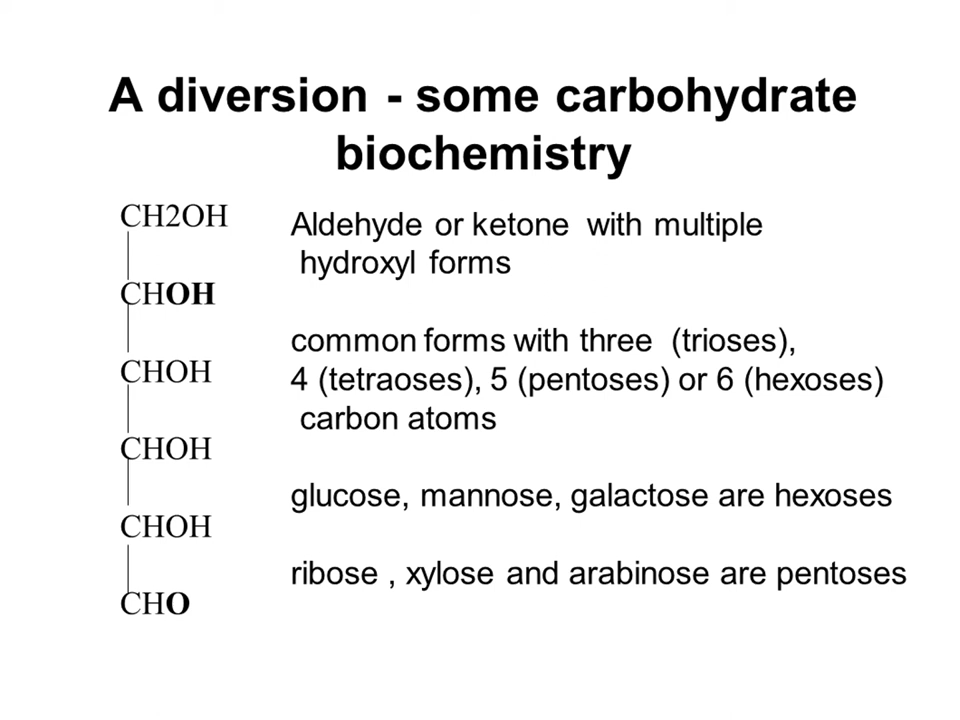 A diversion - some carbohydrate
biochemistry
CH2OH
CHOH
CHOH
CHOH
CHOH
CHO
Aldehyde or ketone with multiple
hydroxyl forms
common forms with three (trioses),
4 (tetraoses), 5 (pentoses) or 6 (hexoses)
carbon atoms
glucose, mannose, galactose are hexoses
ribose , xylose and arabinose are pentoses